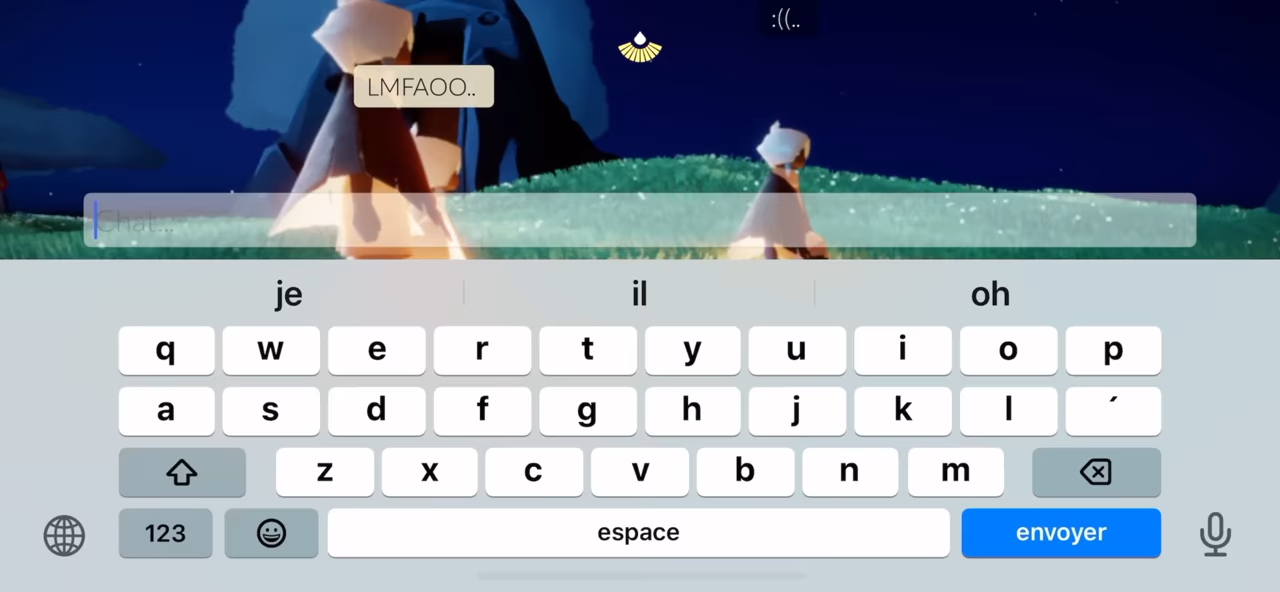 :((..
LMFAOO..
Chat...
je il oh
q w e r t y u i o p
a s d f g h j k l ´
z x c v b n m
123 espace envoyer